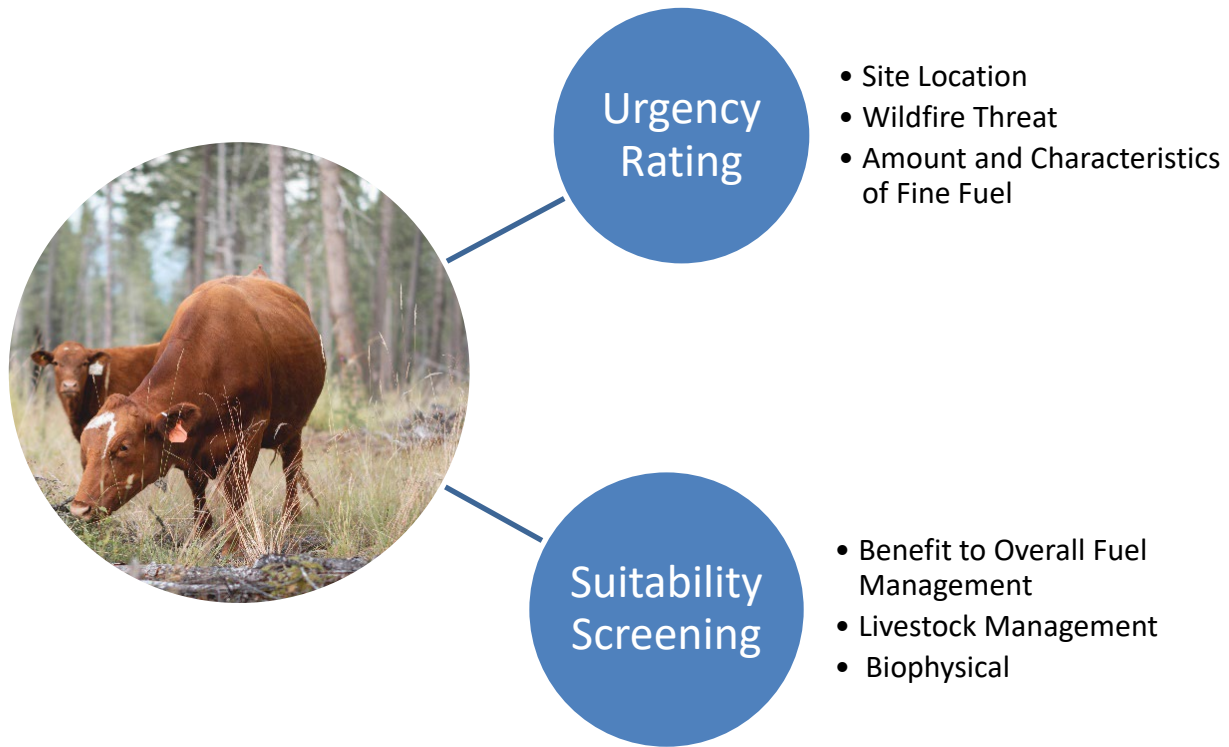 Urgency
Rating
• Site Location
• Wildfire Threat
• Amount and Characteristics
of Fine Fuel
Suitability
Screening
• Benefit to Overall Fuel
Management
• Livestock Management
• Biophysical